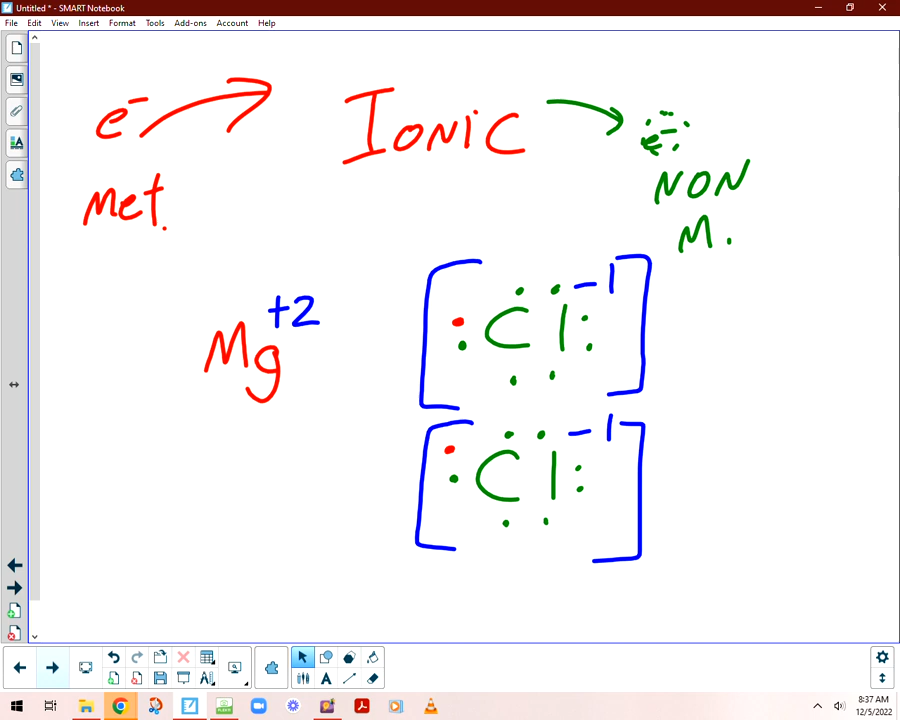 Untitled * - SMART Notebook
File Edit View Insert Format Tools Add-ons Account Help
e⁻ Ionic e⁻
Met. NON
M.
Mg+2 [Cl-1]
[Cl-1]
8:37 AM
12/5/2022